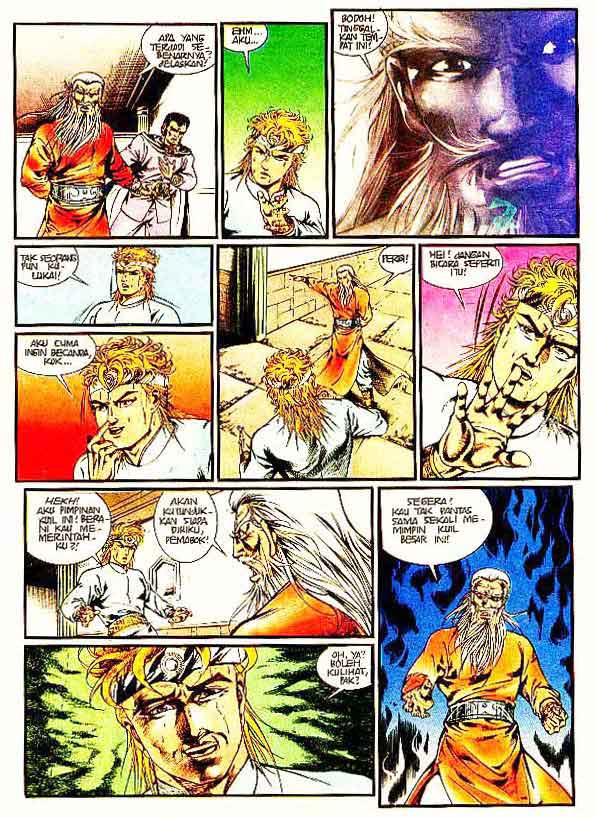 APA YANG
TERJADI SE-
BENARNYA?
JELASKAN!
EHM...
AKU...
BODOH!
TINGGAL-
KAN TEM-
PAT INI!
TAK SEORANG
PUN KU-
LUKAI!
AKU CUMA
INGIN BECANDA,
KOK...
PERGI!
HEI! JANGAN
BICARA SEPERTI
ITU!
HEKH!
AKU PIMPINAN
KUIL INI! BERA-
NI KAU ME-
MERINTAH-
KU?!
AKAN
KUTUNJUK-
KAN SIAPA
DIRIKU,
PEMABOK!
OH, YA?
BOLEH
KULIHAT,
PAK?
SEGERA!
KAU TAK PANTAS
SAMA SEKALI ME-
MIMPIN KUIL
BESAR INI!